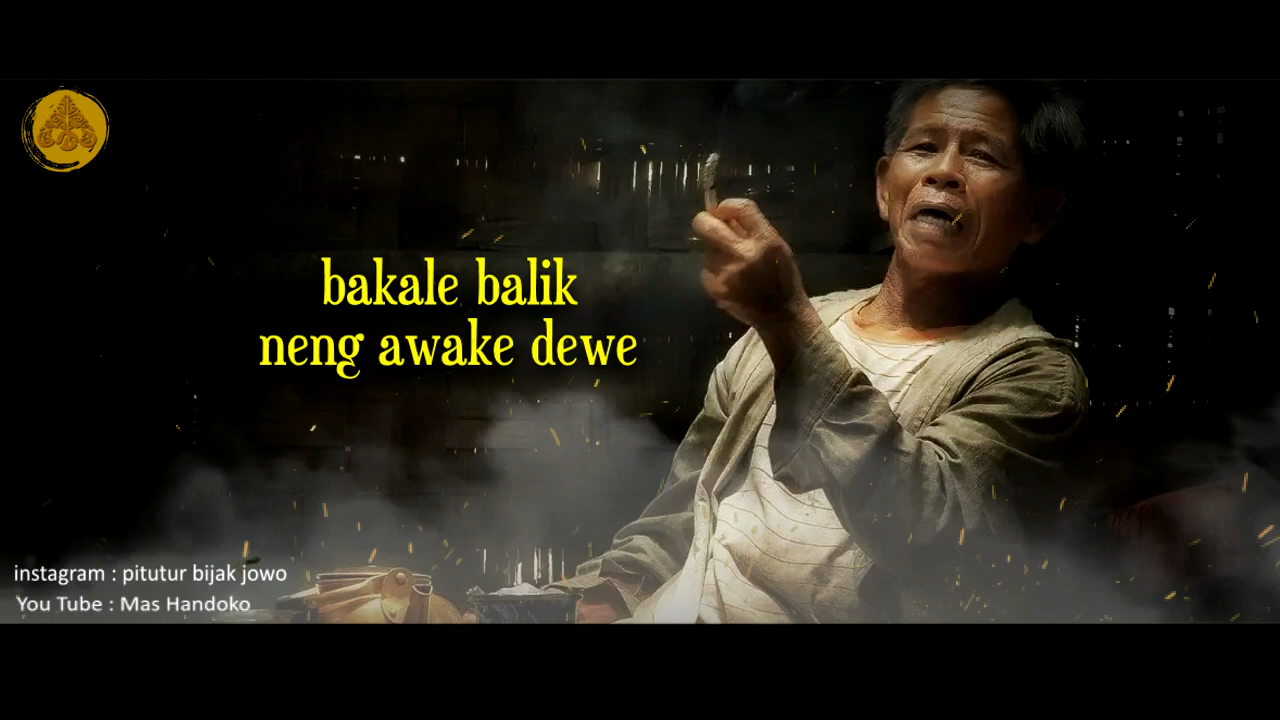 bakale balik
neng awake dewe
instagram : pitutur bijak jowo
You Tube : Mas Handoko